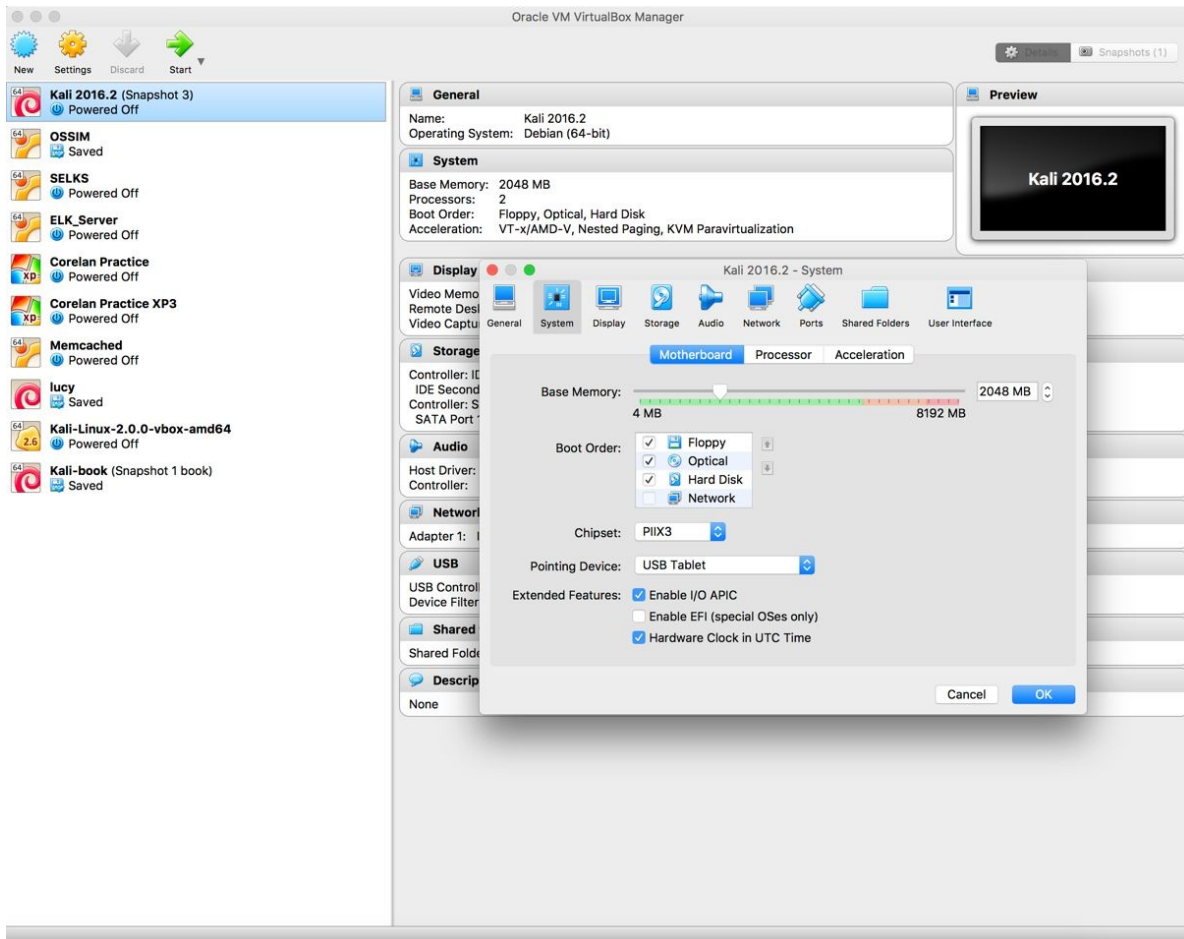 Oracle VM VirtualBox Manager
New Settings Discard Start
Details Snapshots (1)
Kali 2016.2 (Snapshot 3)
Powered Off
OSSIM
Saved
SELKS
Powered Off
ELK_Server
Powered Off
Corelan Practice
Powered Off
Corelan Practice XP3
Powered Off
Memcached
Powered Off
lucy
Saved
Kali-Linux-2.0.0-vbox-amd64
Powered Off
Kali-book (Snapshot 1 book)
Saved
General
Name: Kali 2016.2
Operating System: Debian (64-bit)
System
Base Memory: 2048 MB
Processors: 2
Boot Order: Floppy, Optical, Hard Disk
Acceleration: VT-x/AMD-V, Nested Paging, KVM Paravirtualization
Preview
Kali 2016.2
Display
Video Memo
Remote Desl
Video Captu
Storage
Controller: ID
IDE Second
Controller: S
SATA Port
Audio
Host Driver:
Controller:
Networ
Adapter 1:
USB
USB Controll
Device Filter
Shared
Shared Folde
Descrip
None
Kali 2016.2 - System
General System Display Storage Audio Network Ports Shared Folders User Interface
Motherboard Processor Acceleration
Base Memory: 2048 MB
4 MB 8192 MB
Boot Order: Floppy
Optical
Hard Disk
Network
Chipset: PIIX3
Pointing Device: USB Tablet
Extended Features: Enable I/O APIC
Enable EFI (special OSes only)
Hardware Clock in UTC Time
Cancel OK